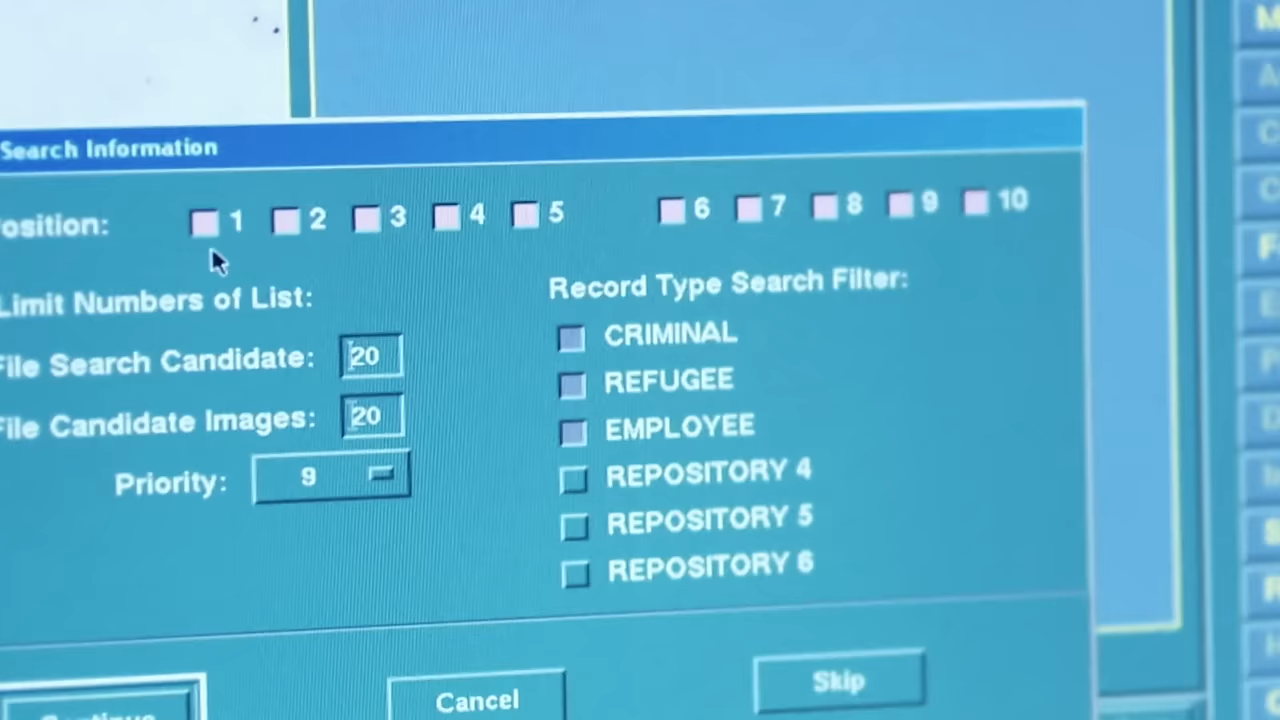 Search Information
osition: 1 2 3 4 5 6 7 8 9 10
Limit Numbers of List:
File Search Candidate: 20
File Candidate Images: 20
Priority: 9
Record Type Search Filter:
CRIMINAL
REFUGEE
EMPLOYEE
REPOSITORY 4
REPOSITORY 5
REPOSITORY 6
Continue
Cancel
Skip